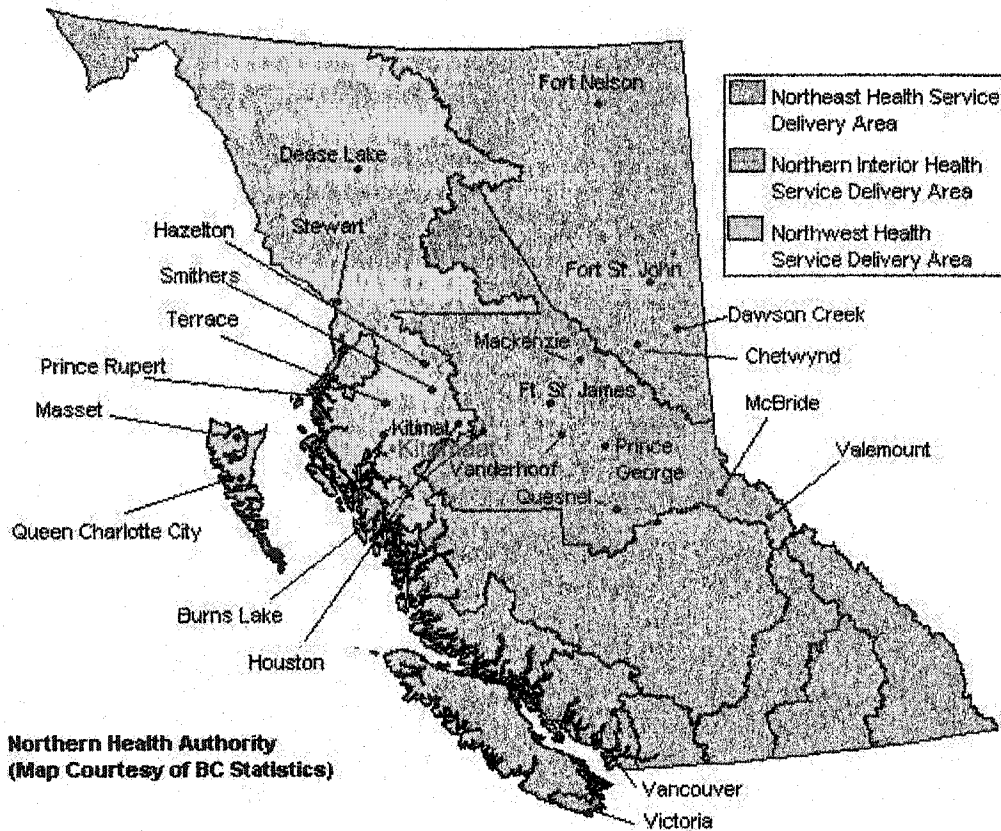 Fort Nelson
Northeast Health Service
Delivery Area
Northern Interior Health
Service Delivery Area
Northwest Health
Service Delivery Area
Dease Lake
Stewart
Hazelton
Smithers
Terrace
Fort St. John
Dawson Creek
Mackenzie
Chetwynd
Prince Rupert
Ft. St. James
McBride
Masset
Kitimat
Kitamaat
Vanderhoof
Prince
George
Valemount
Quesnel
Queen Charlotte City
Burns Lake
Houston
Northern Health Authority
(Map Courtesy of BC Statistics)
Vancouver
Victoria